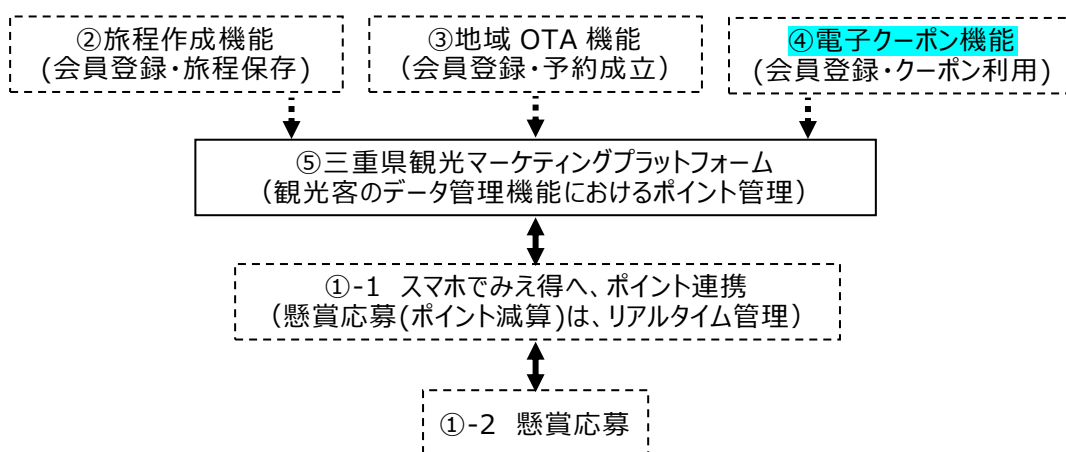 ②旅程作成機能
(会員登録・旅程保存)
③地域 OTA 機能
（会員登録・予約成立）
④電子クーポン機能
(会員登録・クーポン利用)
⑤三重県観光マーケティングプラットフォーム
（観光客のデータ管理機能におけるポイント管理）
①-1 スマホでみえ得へ、ポイント連携
（懸賞応募(ポイント減算)は、リアルタイム管理）
①-2 懸賞応募